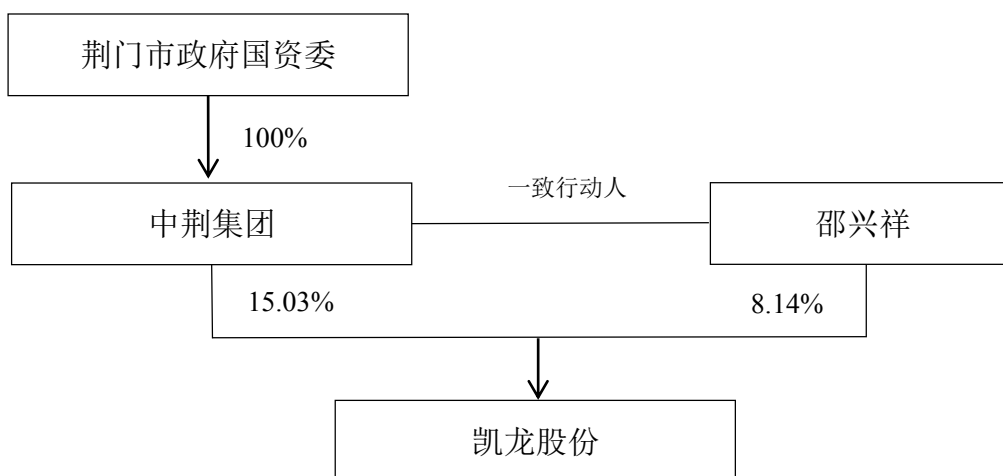 荆门市政府国资委
100%
一致行动人
中荆集团
邵兴祥
15.03%
8.14%
凯龙股份